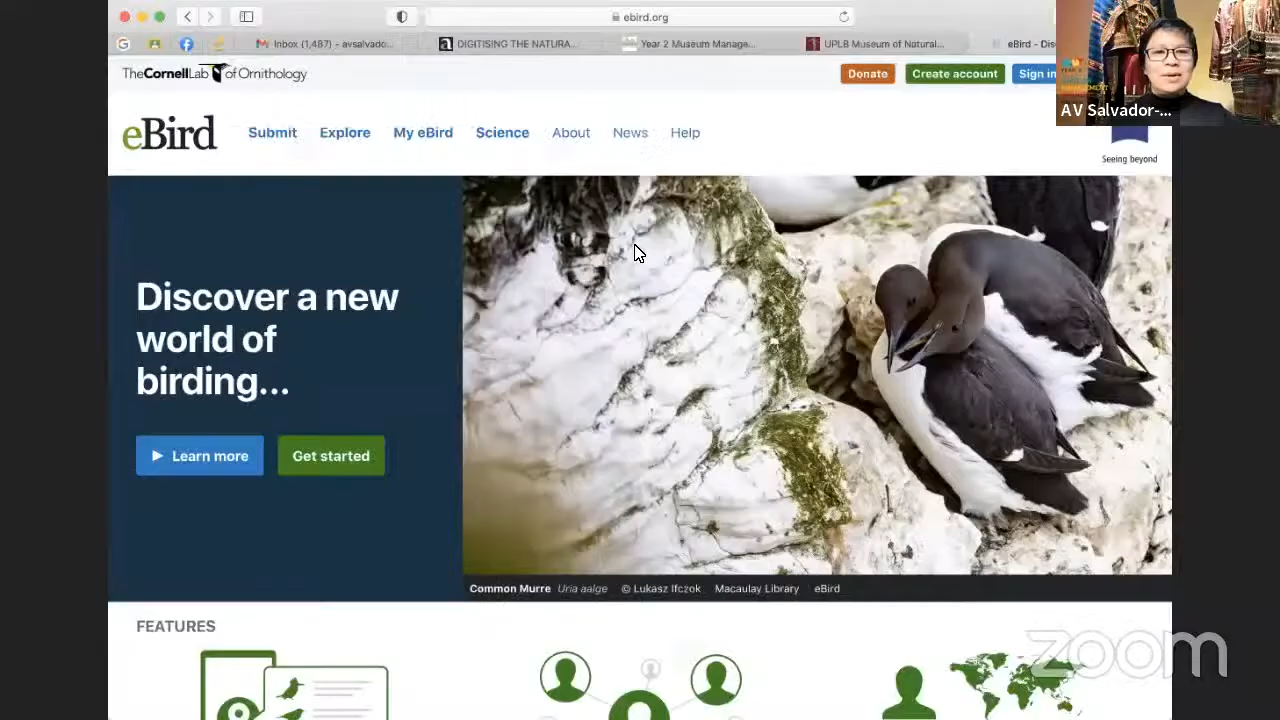 ebird.org
Inbox (1,487) - avsalvado...
DIGITISING THE NATURA...
Year 2 Museum Manage...
UPLB Museum of Natural...
eBird - Dis
TheCornellLab of Ornithology
Donate
Create account
Sign in
AV Salvador-...
eBird
Submit
Explore
My eBird
Science
About
News
Help
Seeing beyond
Discover a new
world of
birding...
Learn more
Get started
Common Murre Uria aalge © Lukasz Ifczok Macaulay Library eBird
FEATURES
zoom